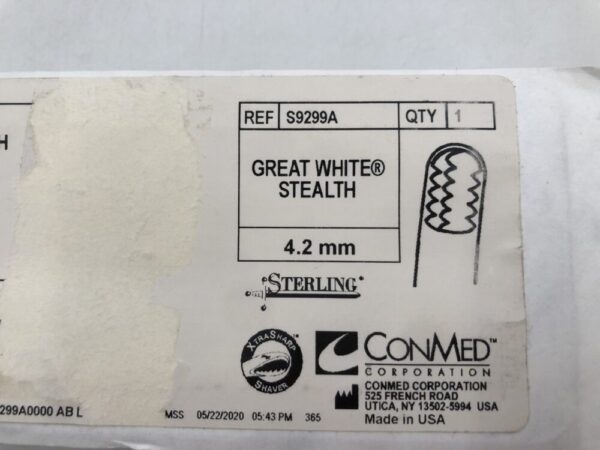 H
REF S9299A QTY 1
GREAT WHITE®
STEALTH
4.2 mm
STERLING
XTRASHARP
SHAVER
CONMED™
CORPORATION
CONMED CORPORATION
525 FRENCH ROAD
UTICA, NY 13502-5994 USA
Made in USA
299A0000 AB L
MSS 05/22/2020 05:43 PM 365